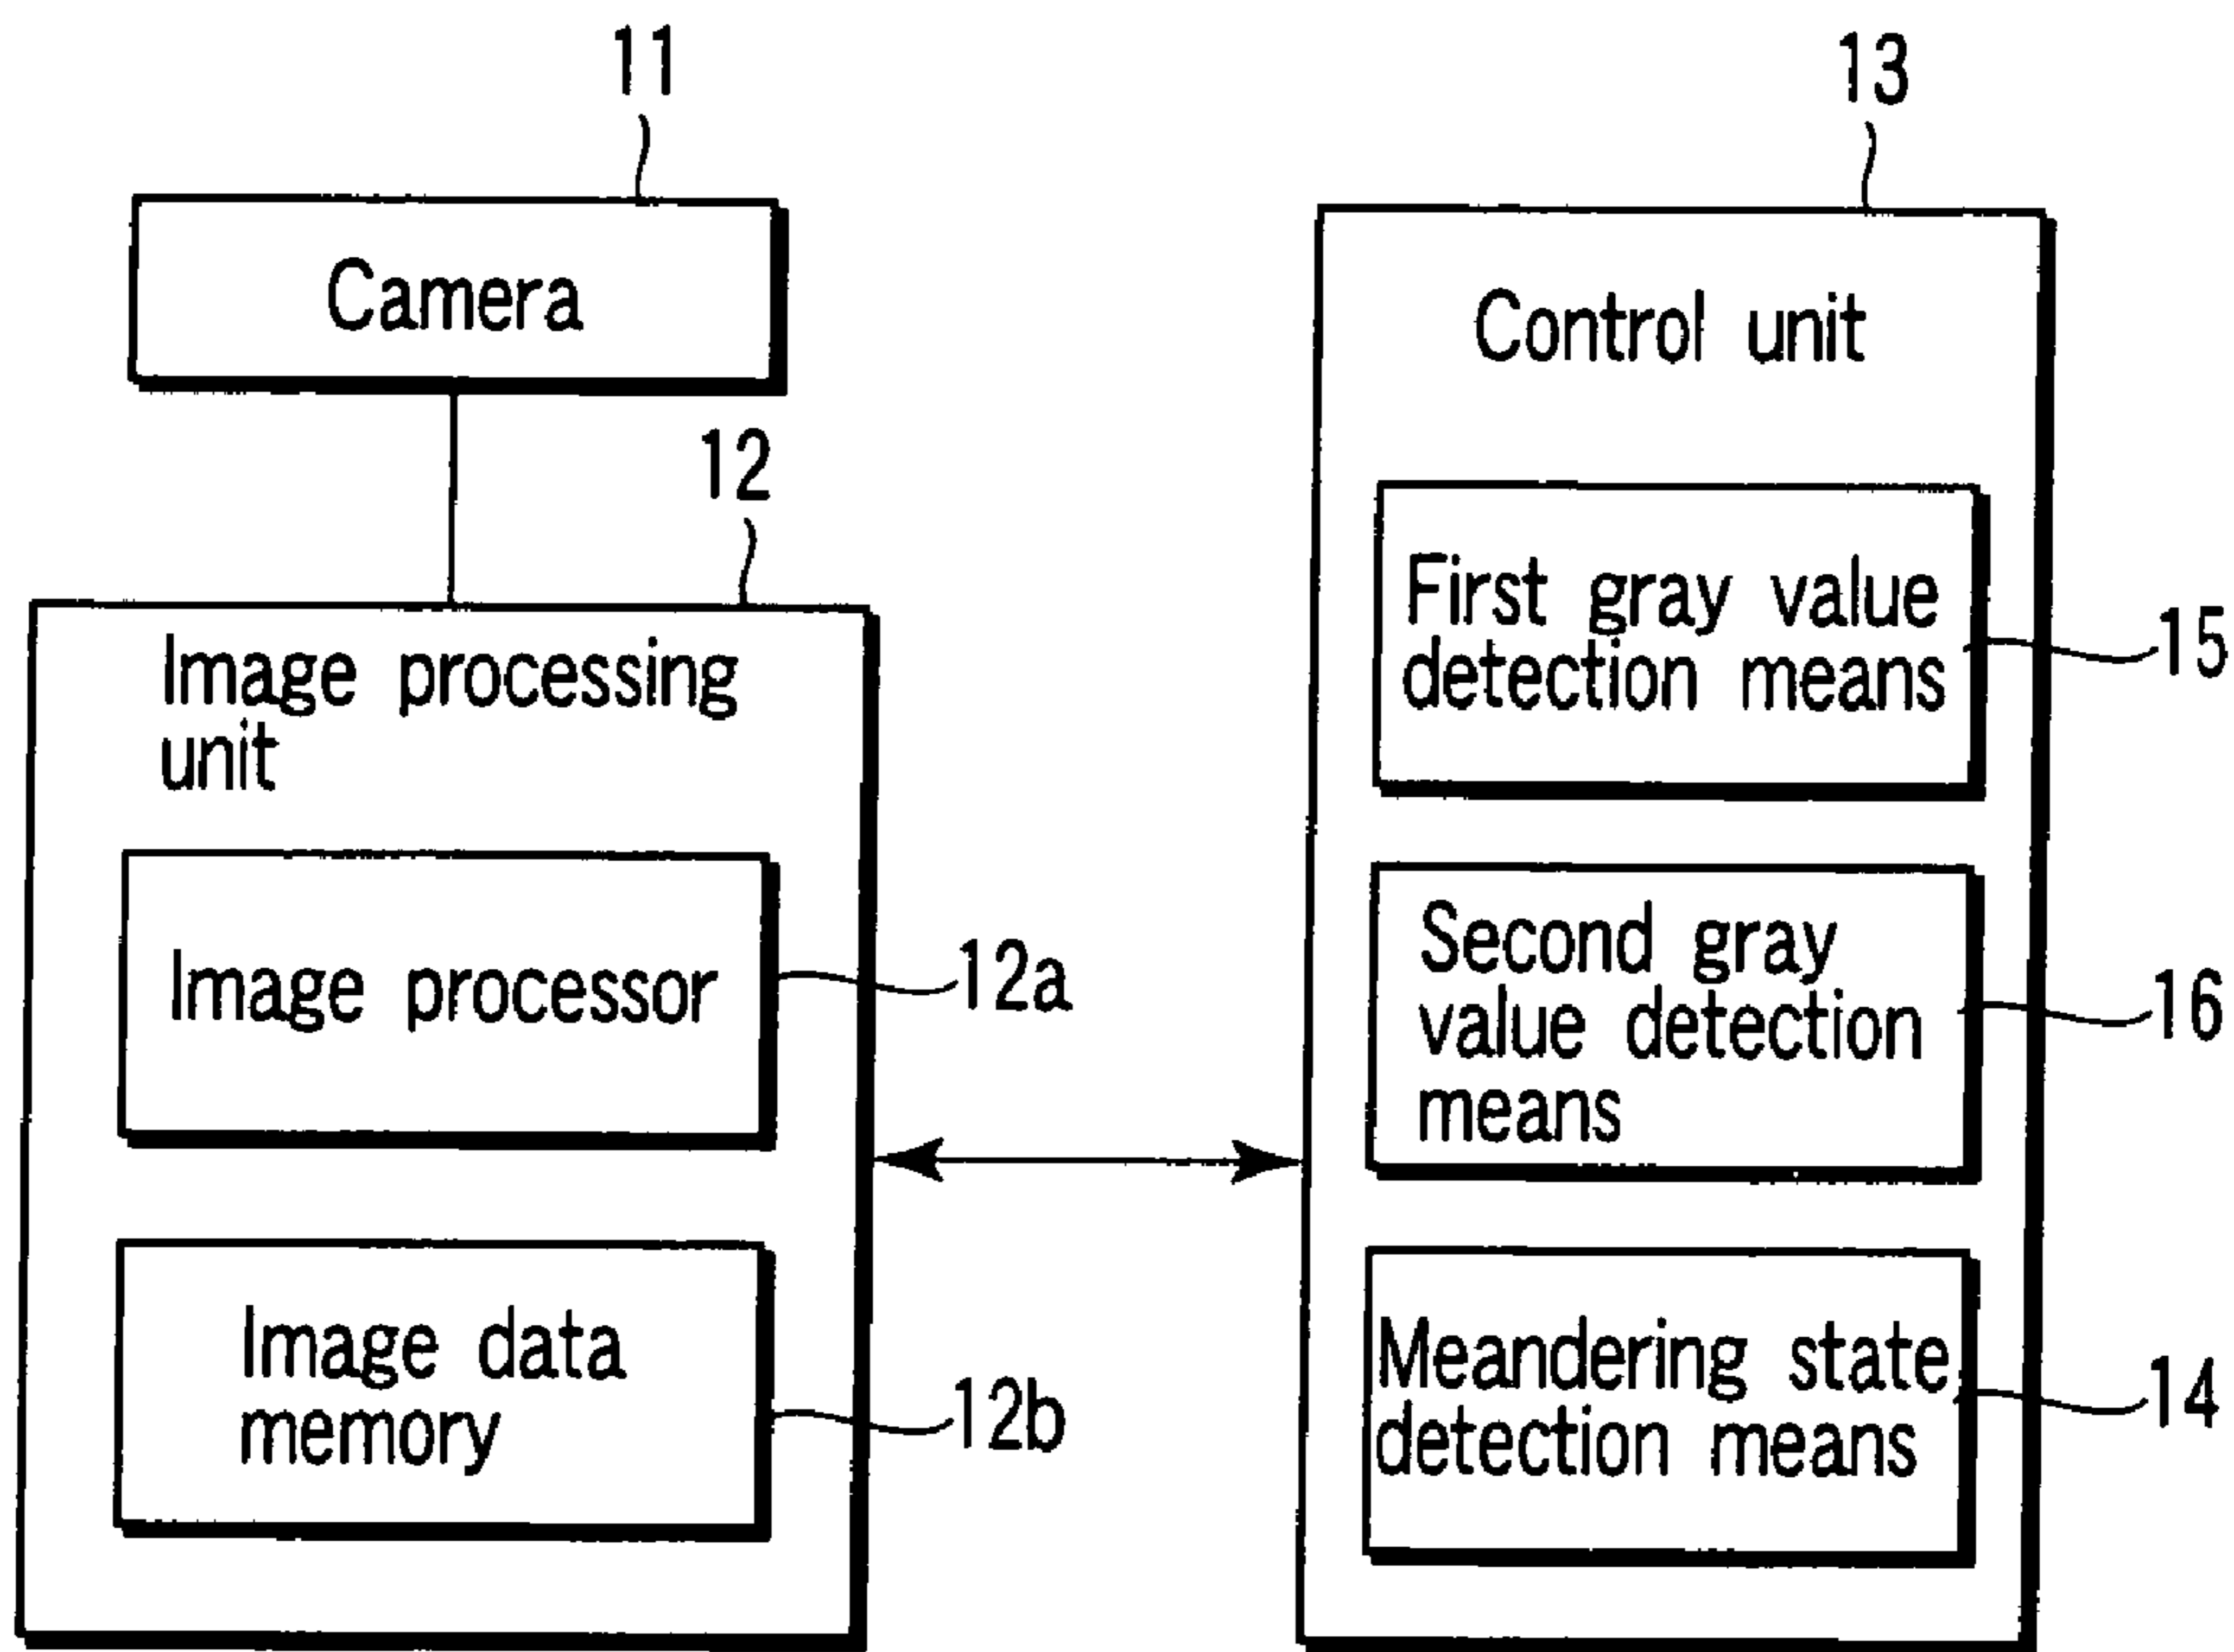 11
Camera
12
Image processing
unit
Image processor
12a
Image data
memory
12b
13
Control unit
First gray value
detection means
15
Second gray
value detection
means
16
Meandering state
detection means
14